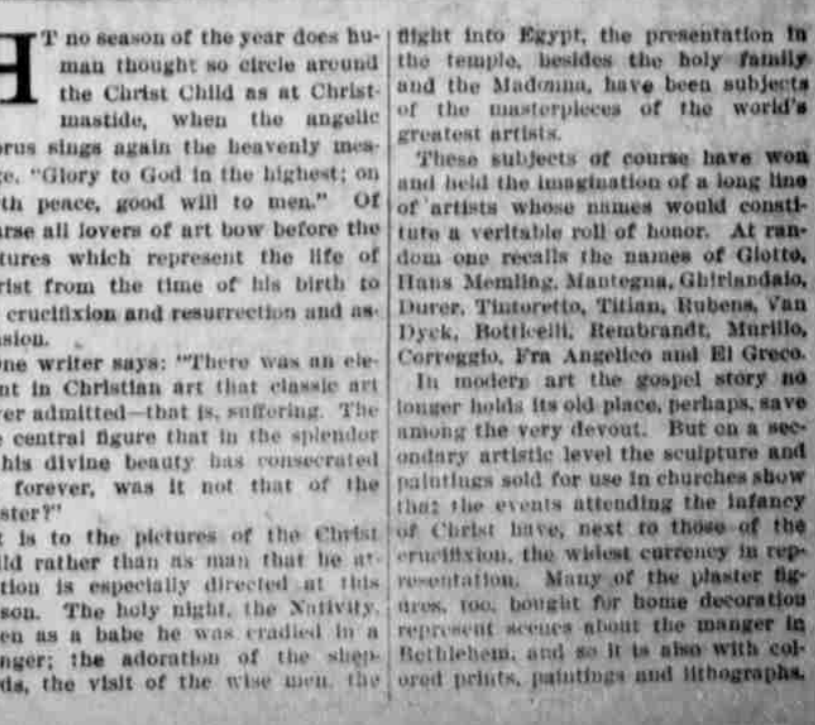 T no season of the year does hu-
man thought so circle around
the Christ Child as at Christ-
mastide, when the angelic
orus sings again the heavenly mes-
ge, "Glory to God in the highest; on
th peace, good will to men." Of
urse all lovers of art bow before the
tures which represent the life of
rist from the time of his birth to
crucifixion and resurrection and as-
nsion.
ne writer says: "There was an ele-
nt in Christian art that classic art
ver admitted—that is, suffering. The
e central figure that in the splendor
his divine beauty has consecrated
forever, was it not that of the
ster?"
t is to the pictures of the Christ
ild rather than as man that he at-
tion is especially directed at this
son. The holy night, the Nativity,
en as a babe he was cradled in a
nger; the adoration of the shep-
ds, the visit of the wise men, the
flight into Egypt, the presentation in
the temple, besides the holy family
and the Madonna, have been subjects
of the masterpieces of the world's
greatest artists.
These subjects of course have won
and held the imagination of a long line
of artists whose names would consti-
tute a veritable roll of honor. At ran-
dom one recalls the names of Giotto,
Hans Memling, Mantegna, Ghirlandaio,
Durer, Tintoretto, Titian, Rubens, Van
Dyck, Botticelli, Rembrandt, Murillo,
Correggio, Fra Angelico and El Greco.
In modern art the gospel story no
longer holds its old place, perhaps, save
among the very devout. But on a sec-
ondary artistic level the sculpture and
paintings sold for use in churches show
that the events attending the infancy
of Christ have, next to those of the
crucifixion, the widest currency in rep-
resentation. Many of the plaster fig-
ures, too, bought for home decoration
represent scenes about the manger in
Bethlehem, and so it is also with col-
ored prints, paintings and lithographs.